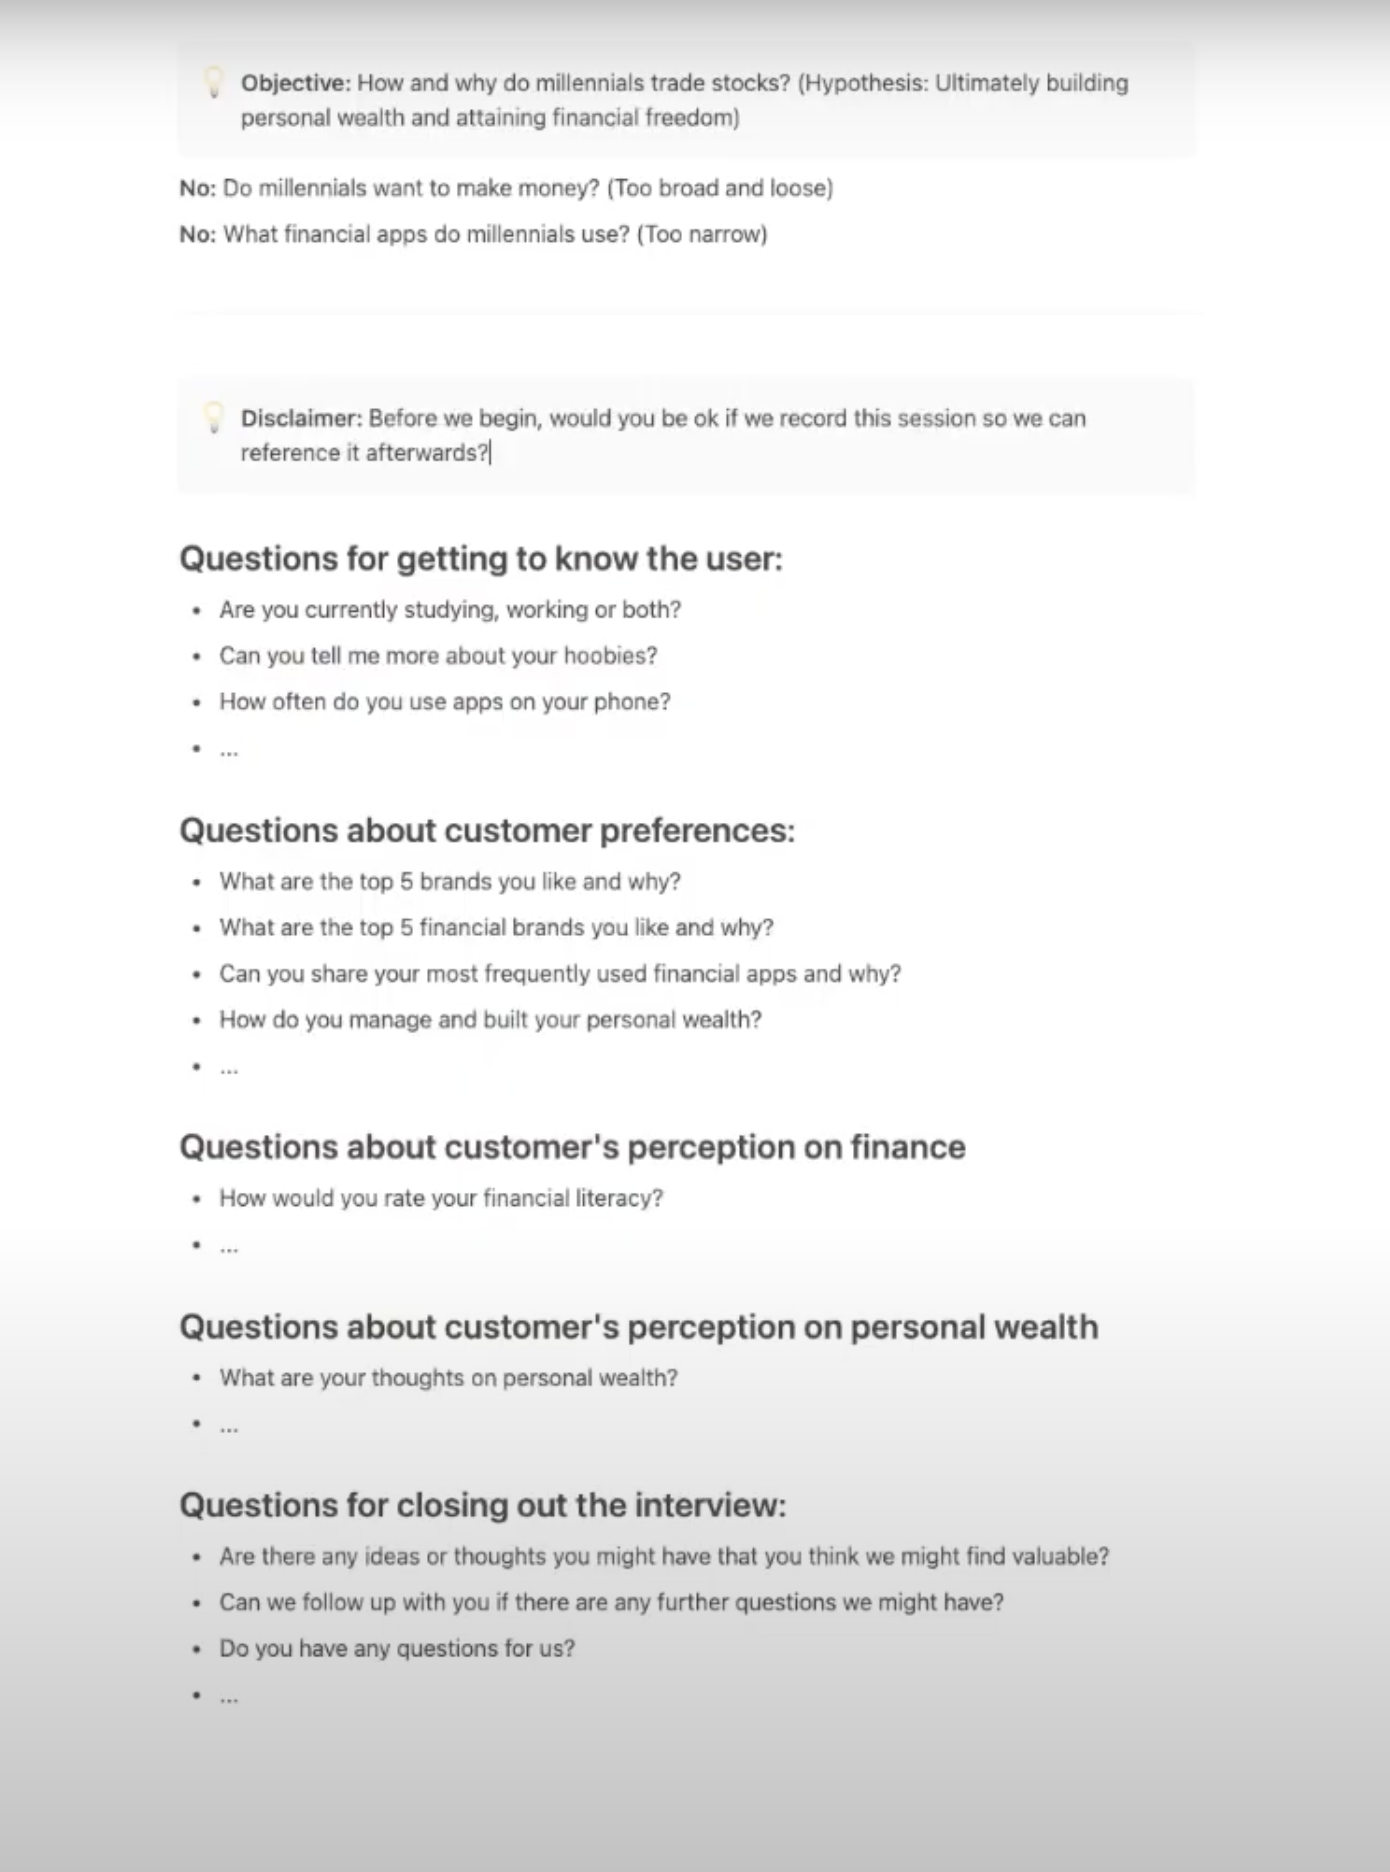 Objective: How and why do millennials trade stocks? (Hypothesis: Ultimately building
personal wealth and attaining financial freedom)
No: Do millennials want to make money? (Too broad and loose)
No: What financial apps do millennials use? (Too narrow)
Disclaimer: Before we begin, would you be ok if we record this session so we can
reference it afterwards?
Questions for getting to know the user:
• Are you currently studying, working or both?
• Can you tell me more about your hoobies?
• How often do you use apps on your phone?
• ...
Questions about customer preferences:
• What are the top 5 brands you like and why?
• What are the top 5 financial brands you like and why?
• Can you share your most frequently used financial apps and why?
• How do you manage and built your personal wealth?
• ...
Questions about customer's perception on finance
• How would you rate your financial literacy?
• ...
Questions about customer's perception on personal wealth
• What are your thoughts on personal wealth?
• ...
Questions for closing out the interview:
• Are there any ideas or thoughts you might have that you think we might find valuable?
• Can we follow up with you if there are any further questions we might have?
• Do you have any questions for us?
• ...